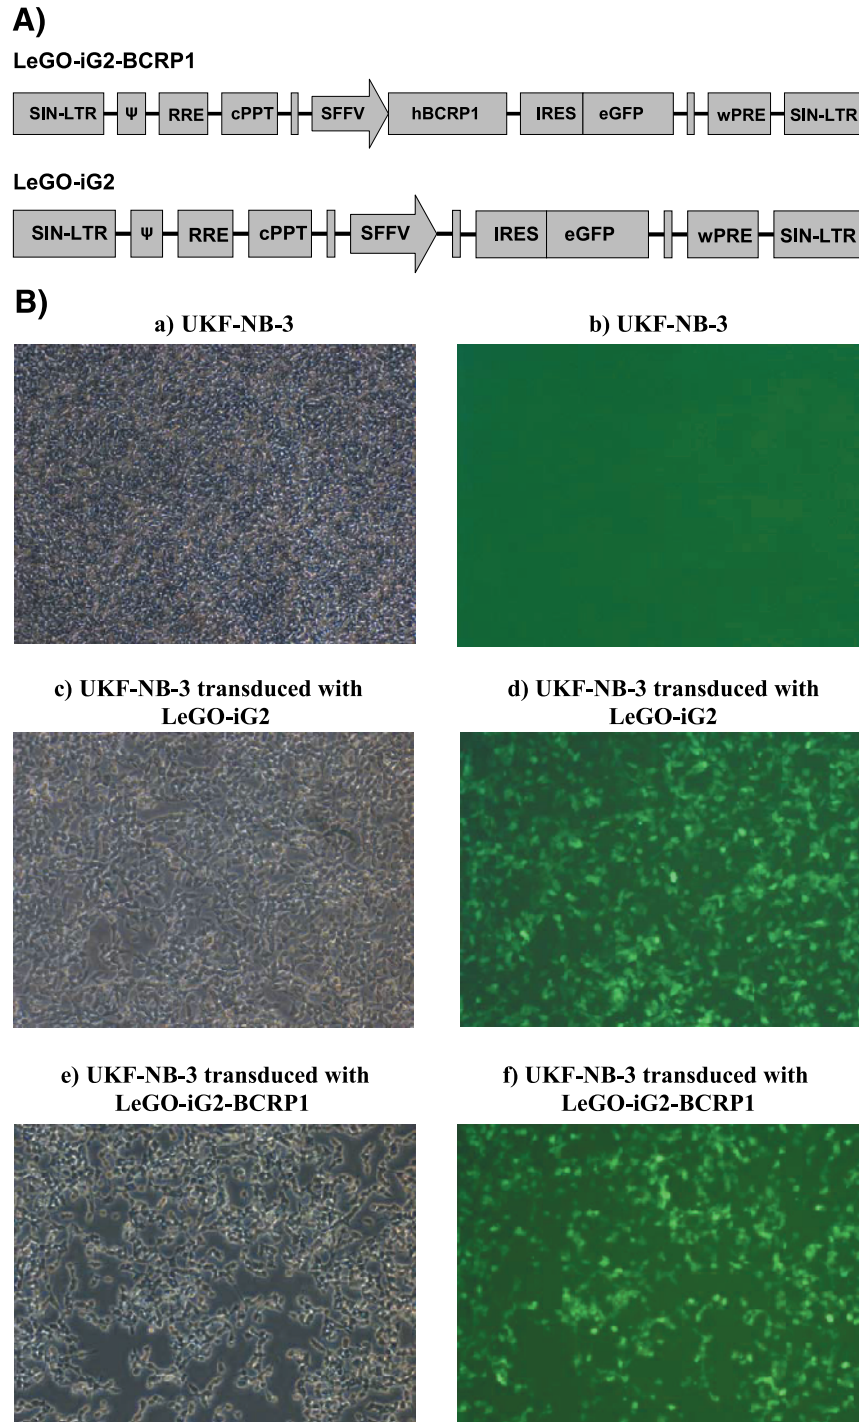 A)
LeGO-iG2-BCRP1
SIN-LTR Ψ RRE cPPT SFFV hBCRP1 IRES eGFP wPRE SIN-LTR
LeGO-iG2
SIN-LTR Ψ RRE cPPT SFFV IRES eGFP wPRE SIN-LTR
B)
a) UKF-NB-3
b) UKF-NB-3
c) UKF-NB-3 transduced with
LeGO-iG2
d) UKF-NB-3 transduced with
LeGO-iG2
e) UKF-NB-3 transduced with
LeGO-iG2-BCRP1
f) UKF-NB-3 transduced with
LeGO-iG2-BCRP1